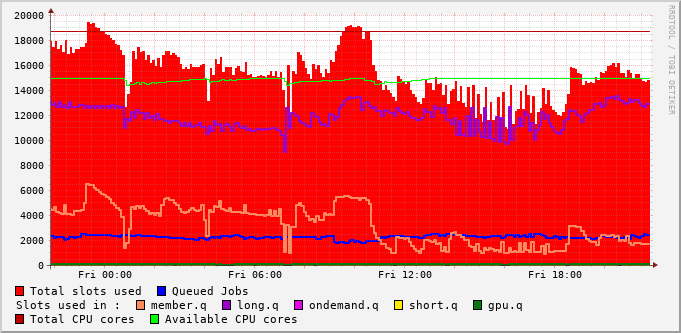 20000
18000
16000
14000
12000
10000
8000
6000
4000
2000
0
Fri 00:00 Fri 06:00 Fri 12:00 Fri 18:00
RRDTOOL / TOBI OETIKER
Total slots used Queued Jobs
Slots used in : member.q long.q ondemand.q short.q gpu.q
Total CPU cores Available CPU cores